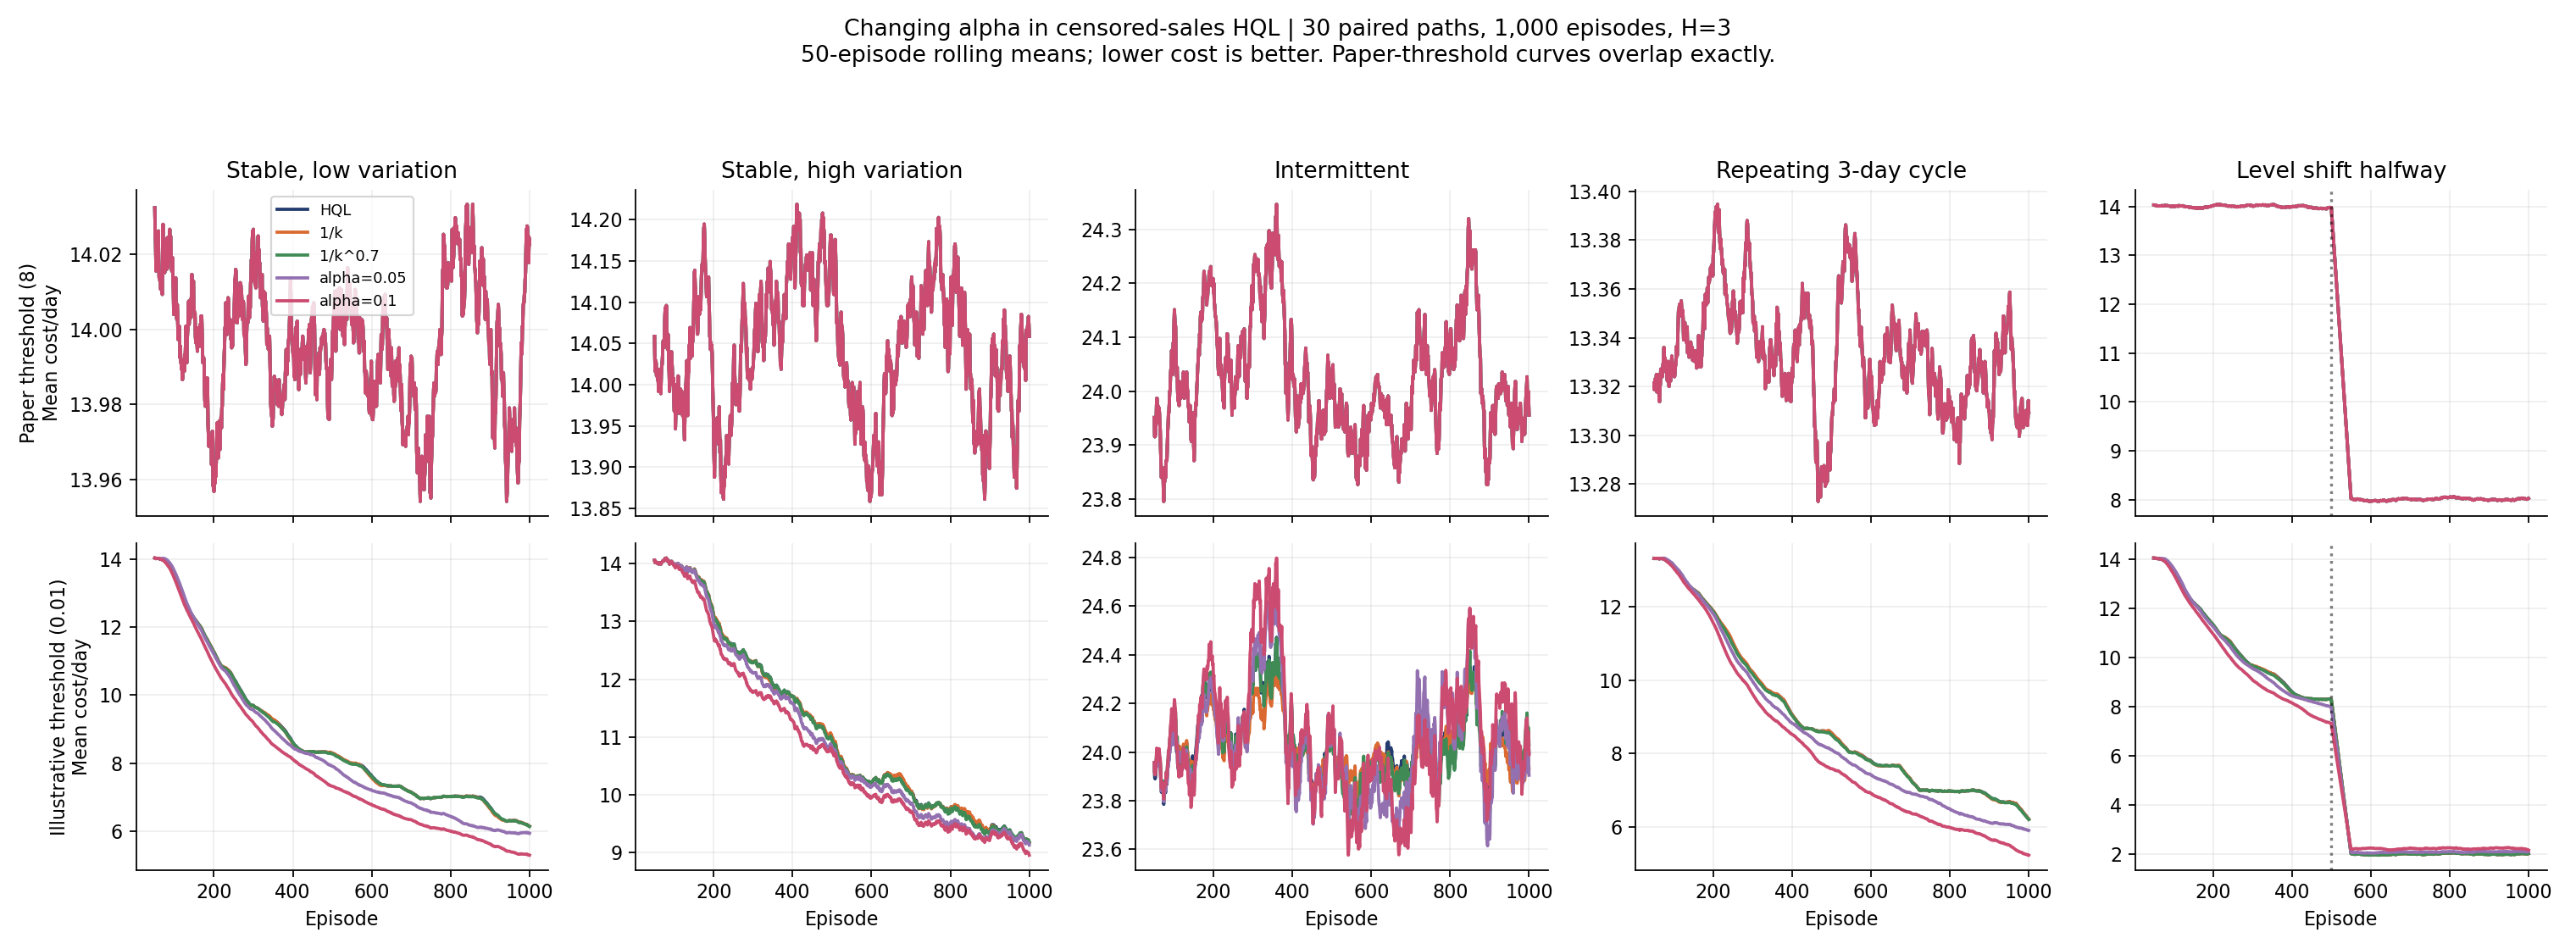 Changing alpha in censored-sales HQL | 30 paired paths, 1,000 episodes, H=3
50-episode rolling means; lower cost is better. Paper-threshold curves overlap exactly.
Stable, low variation
Stable, high variation
Intermittent
Repeating 3-day cycle
Level shift halfway
Paper threshold (8)
Mean cost/day
14.02
14.00
13.98
13.96
HQL
1/k
1/k^0.7
alpha=0.05
alpha=0.1
14.20
14.15
14.10
14.05
14.00
13.95
13.90
13.85
24.3
24.2
24.1
24.0
23.9
23.8
13.40
13.38
13.36
13.34
13.32
13.30
13.28
14
13
12
11
10
9
8
Illustrative threshold (0.01)
Mean cost/day
14
12
10
8
6
200 400 600 800 1000
Episode
14
13
12
11
10
9
200 400 600 800 1000
Episode
24.8
24.6
24.4
24.2
24.0
23.8
23.6
200 400 600 800 1000
Episode
12
10
8
6
200 400 600 800 1000
Episode
14
12
10
8
6
4
2
200 400 600 800 1000
Episode